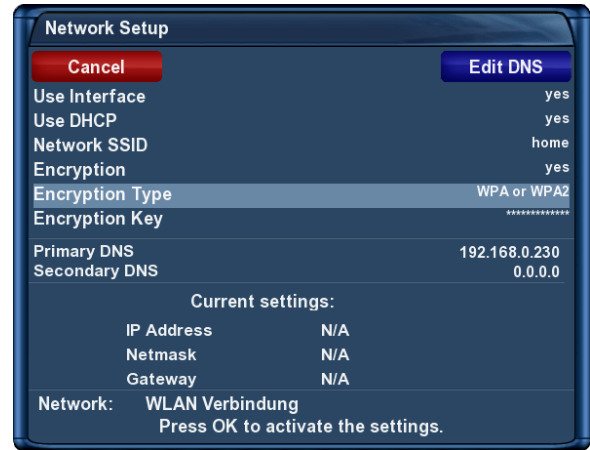 Network Setup
Cancel Edit DNS
Use Interface yes
Use DHCP yes
Network SSID home
Encryption yes
Encryption Type WPA or WPA2
Encryption Key *************
Primary DNS 192.168.0.230
Secondary DNS 0.0.0.0
Current settings:
IP Address N/A
Netmask N/A
Gateway N/A
Network: WLAN Verbindung
Press OK to activate the settings.